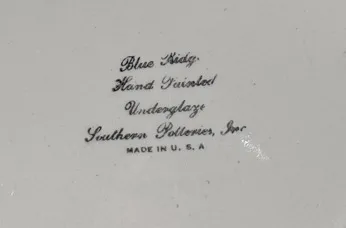 Blue Ridge
Hand Painted
Underglaze
Southern Potteries, Inc
MADE IN U. S. A